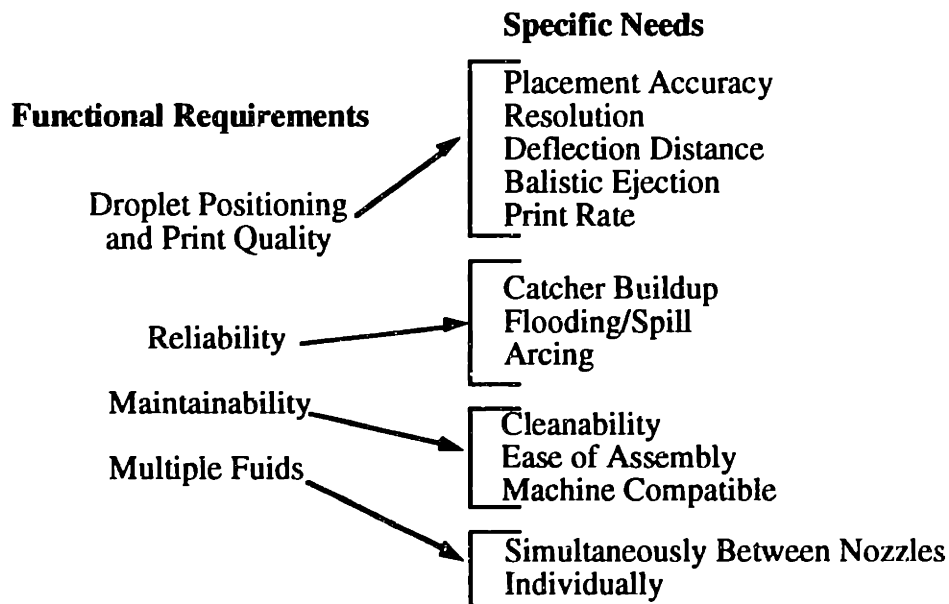 Specific Needs
Functional Requirements
Placement Accuracy
Resolution
Deflection Distance
Balistic Ejection
Print Rate
Droplet Positioning
and Print Quality
Catcher Buildup
Flooding/Spill
Arcing
Reliability
Maintainability
Cleanability
Ease of Assembly
Machine Compatible
Multiple Fuids
Simultaneously Between Nozzles
Individually